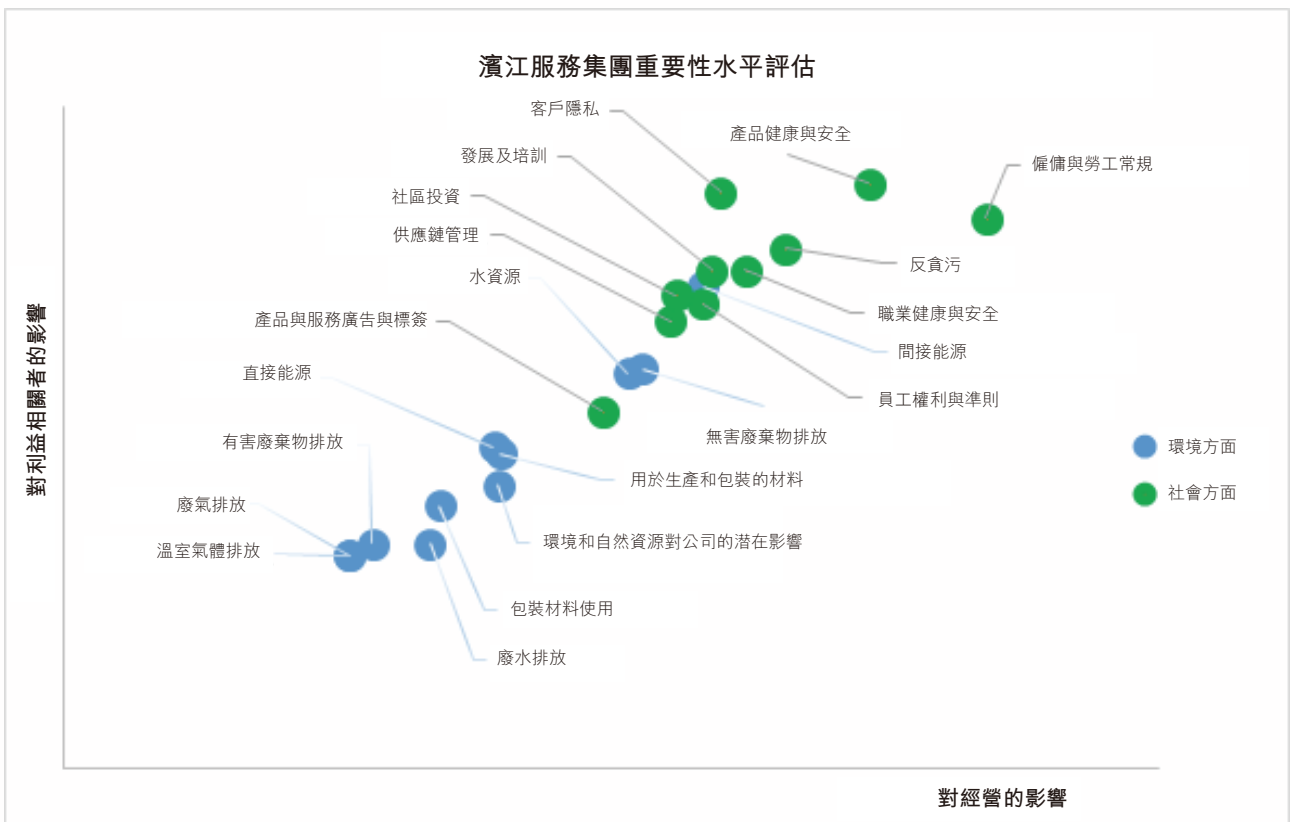 濱江服務集團重要性水平評估
客戶隱私
產品健康與安全
發展及培訓
僱傭與勞工常規
社區投資
供應鏈管理
反貪污
水資源
職業健康與安全
產品與服務廣告與標簽
間接能源
直接能源
員工權利與準則
有害廢棄物排放
無害廢棄物排放
環境方面
用於生產和包裝的材料
社會方面
廢氣排放
環境和自然資源對公司的潛在影響
溫室氣體排放
包裝材料使用
廢水排放
對利益相關者的影響
對經營的影響